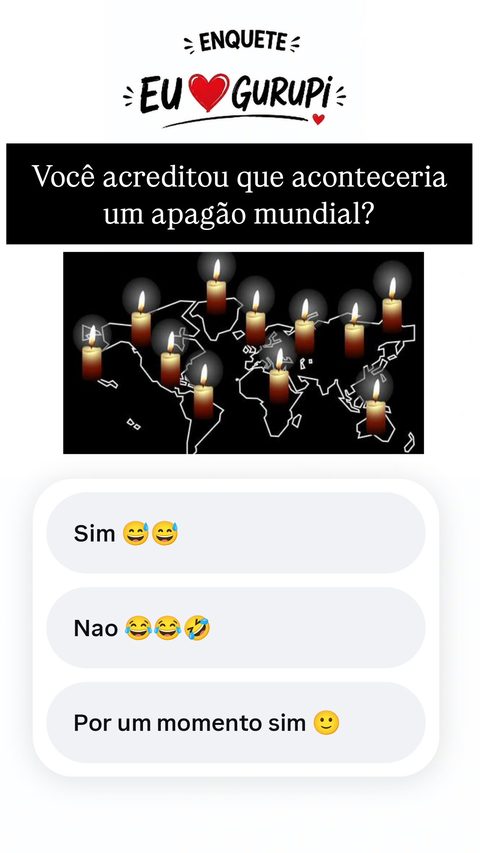 ENQUETE
EU ❤️ GURUPI
Você acreditou que aconteceria
um apagão mundial?
Sim 😅😅
Nao 😂😂🤣
Por um momento sim 🙂